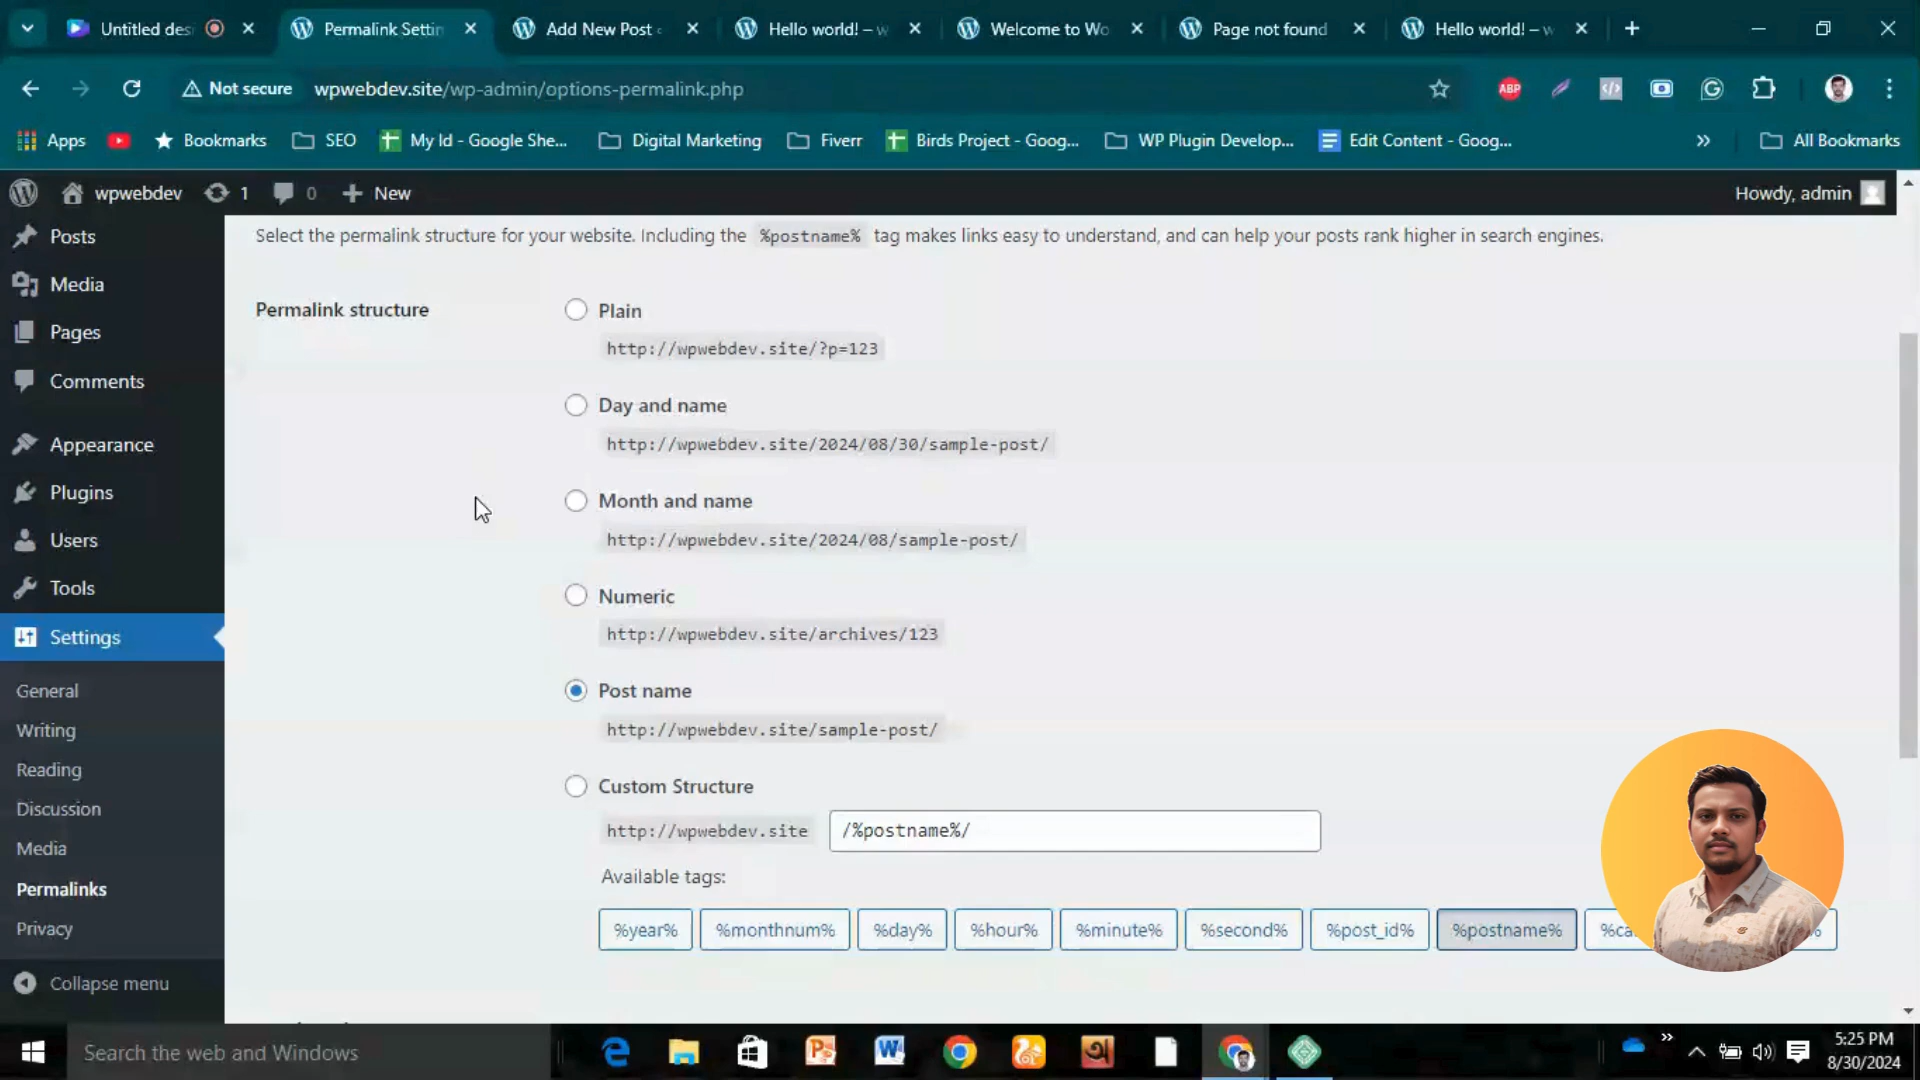 Untitled des
Permalink Settin
Add New Post
Hello world! – w
Welcome to Wo
Page not found
Hello world! – w
Not secure
wpwebdev.site/wp-admin/options-permalink.php
ABP
Apps
Bookmarks
SEO
My Id - Google She...
Digital Marketing
Fiverr
Birds Project - Goog...
WP Plugin Develop...
Edit Content - Goog...
All Bookmarks
wpwebdev
1
0
New
Howdy, admin
Posts
Media
Pages
Comments
Appearance
Plugins
Users
Tools
Settings
General
Writing
Reading
Discussion
Media
Permalinks
Privacy
Collapse menu
Select the permalink structure for your website. Including the %postname% tag makes links easy to understand, and can help your posts rank higher in search engines.
Permalink structure
Plain
http://wpwebdev.site/?p=123
Day and name
http://wpwebdev.site/2024/08/30/sample-post/
Month and name
http://wpwebdev.site/2024/08/sample-post/
Numeric
http://wpwebdev.site/archives/123
Post name
http://wpwebdev.site/sample-post/
Custom Structure
http://wpwebdev.site /%postname%/
Available tags:
%year% %monthnum% %day% %hour% %minute% %second% %post_id% %postname%
Search the web and Windows
5:25 PM
8/30/2024